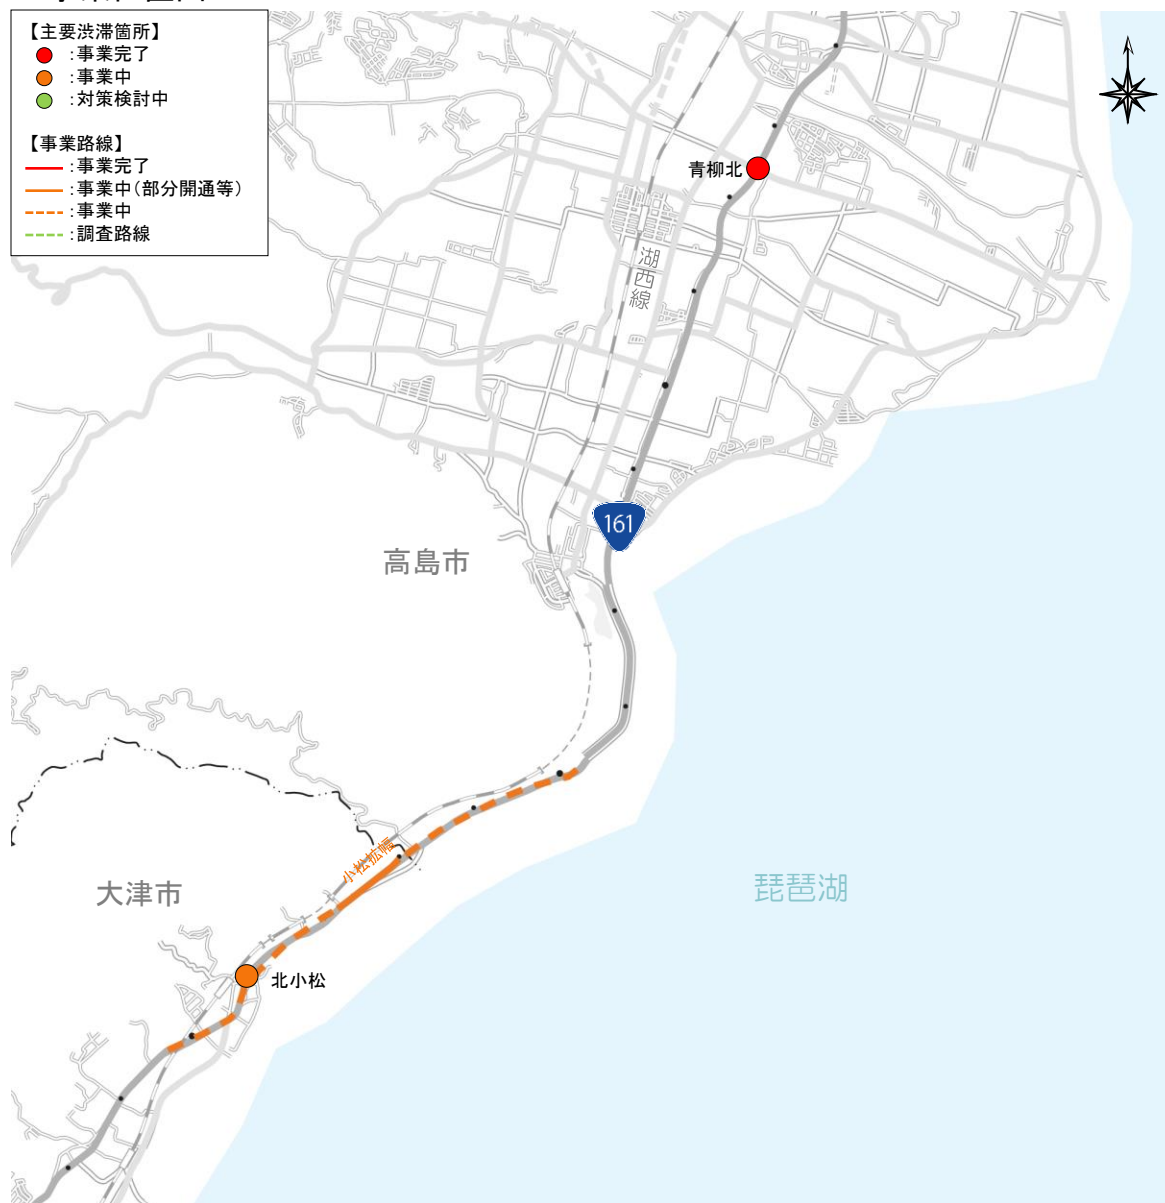 【主要渋滞箇所】
:事業完了
:事業中
:対策検討中
【事業路線】
:事業完了
:事業中(部分開通等)
:事業中
:調査路線
青柳北
湖西線
161
高島市
小松拡幅
大津市
琵琶湖
北小松